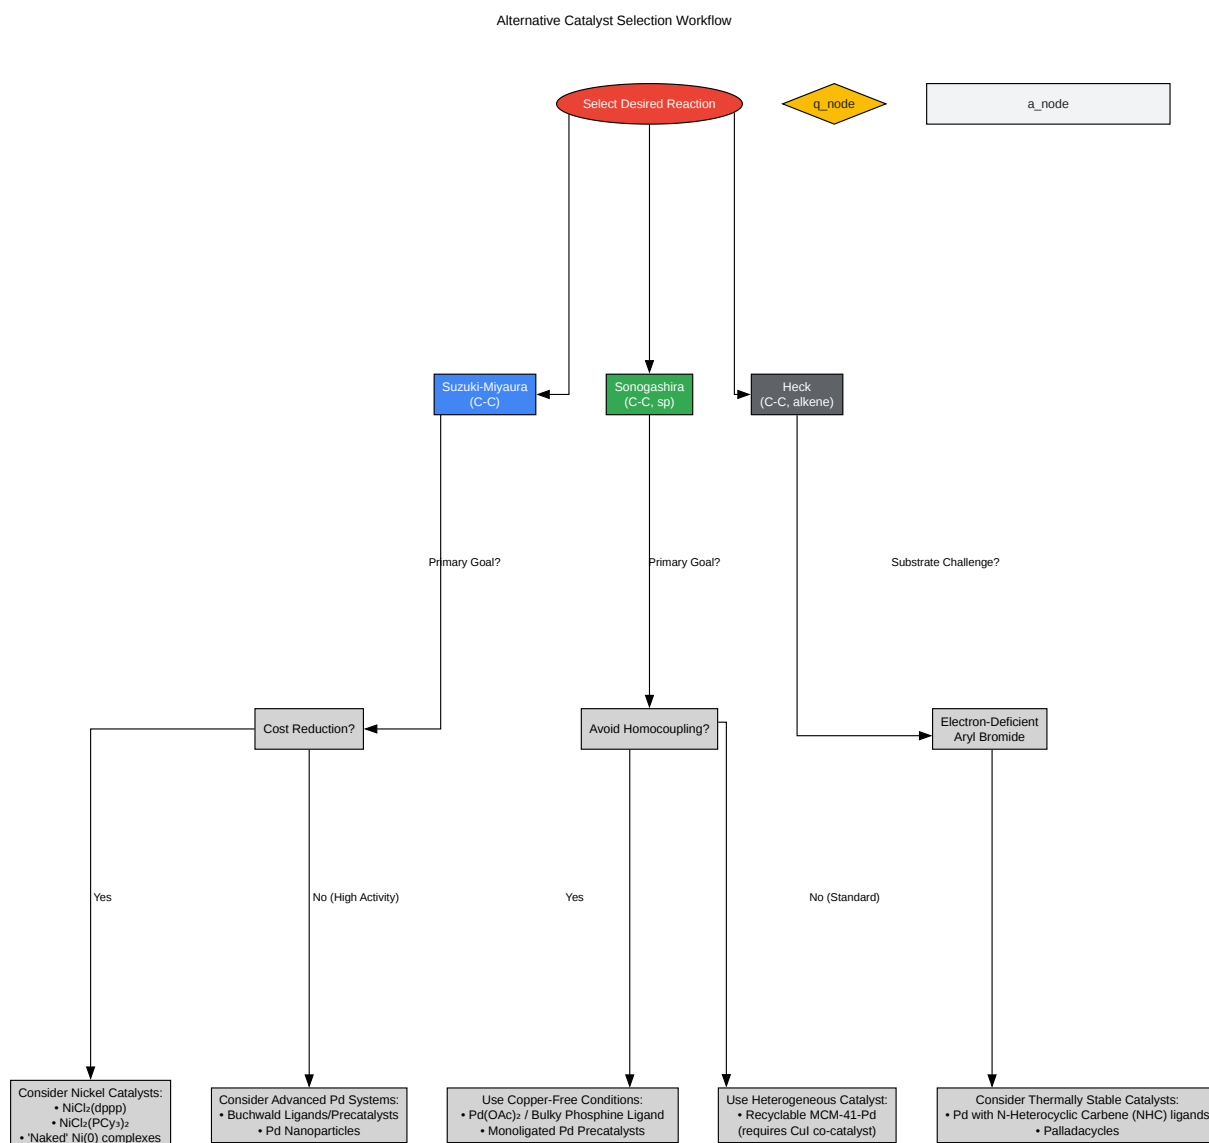 Alternative Catalyst Selection Workflow
Select Desired Reaction
q_node
a_node
Suzuki-Miyaura
(C-C)
Sonogashira
(C-C, sp)
Heck
(C-C, alkene)
Primary Goal?
Primary Goal?
Substrate Challenge?
Cost Reduction?
Avoid Homocoupling?
Electron-Deficient
Aryl Bromide
Yes
No (High Activity)
Yes
No (Standard)
Consider Nickel Catalysts:
• NiCl₂(dppp)
• NiCl₂(PCy₃)₂
• 'Naked' Ni(0) complexes
Consider Advanced Pd Systems:
• Buchwald Ligands/Precatalysts
• Pd Nanoparticles
Use Copper-Free Conditions:
• Pd(OAc)₂ / Bulky Phosphine Ligand
• Monoligated Pd Precatalysts
Use Heterogeneous Catalyst:
• Recyclable MCM-41-Pd
(requires CuI co-catalyst)
Consider Thermally Stable Catalysts:
• Pd with N-Heterocyclic Carbene (NHC) ligands
• Palladacycles